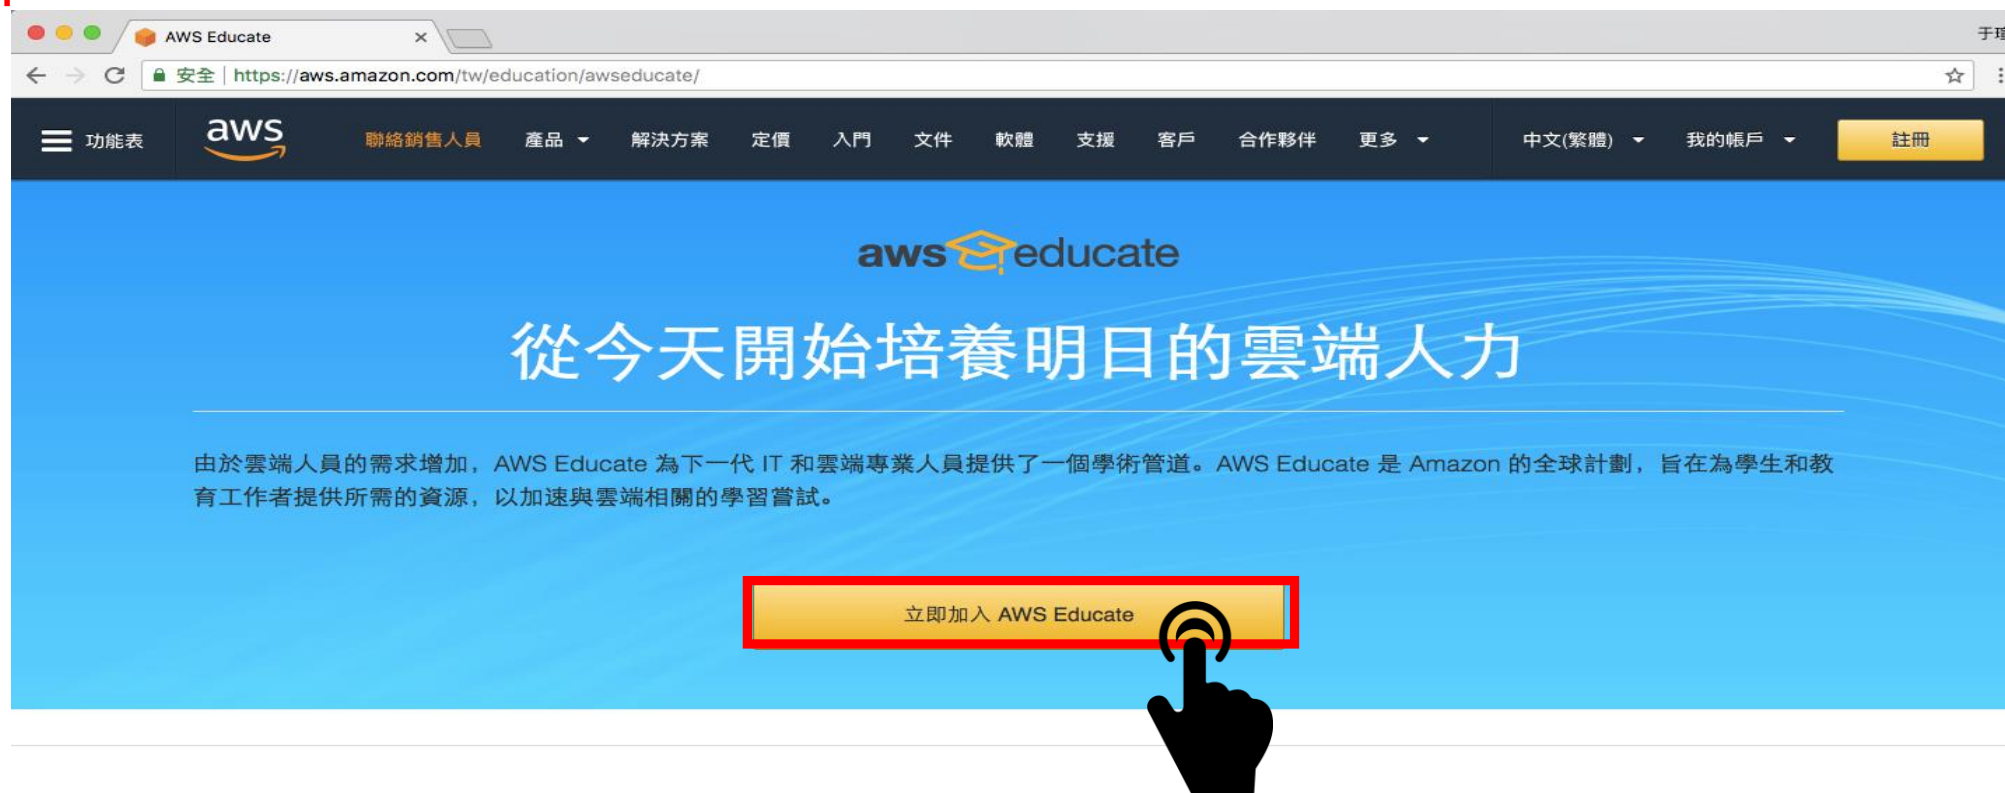 AWS Educate
于瑄
安全 | https://aws.amazon.com/tw/education/awseducate/
功能表 aws 聯絡銷售人員 產品 解決方案 定價 入門 文件 軟體 支援 客戶 合作夥伴 更多 中文(繁體) 我的帳戶 註冊
aws educate
從今天開始培養明日的雲端人力
由於雲端人員的需求增加，AWS Educate 為下一代 IT 和雲端專業人員提供了一個學術管道。AWS Educate 是 Amazon 的全球計劃，旨在為學生和教
育工作者提供所需的資源，以加速與雲端相關的學習嘗試。
立即加入 AWS Educate